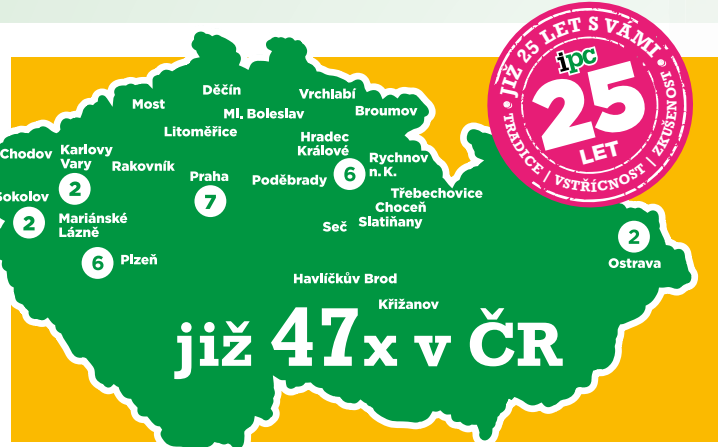 JIŽ 25 LET S VÁMI
ipc
25
LET
TRADICE | VSTŘÍCNOST | ZKUŠENOST
Děčín
Vrchlabí
Most
Ml. Boleslav
Broumov
Litoměřice
Hradec
Králové
6
Chodov
Karlovy
Vary
2
Rakovník
Praha
7
Poděbrady
Rychnov
n. K.
Sokolov
2
Třebechovice
Choceň
Slatiňany
Mariánské
Lázně
Seč
2
Ostrava
6 Plzeň
Havlíčkův Brod
Křižanov
již 47x v ČR